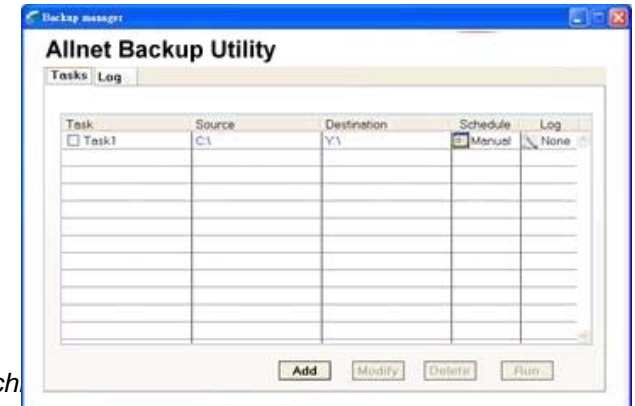 Backup manager
Allnet Backup Utility
Tasks Log
Task Source Destination Schedule Log
Task1 C:\ Y:\ Manual None
Add Modify Delete Run
ch